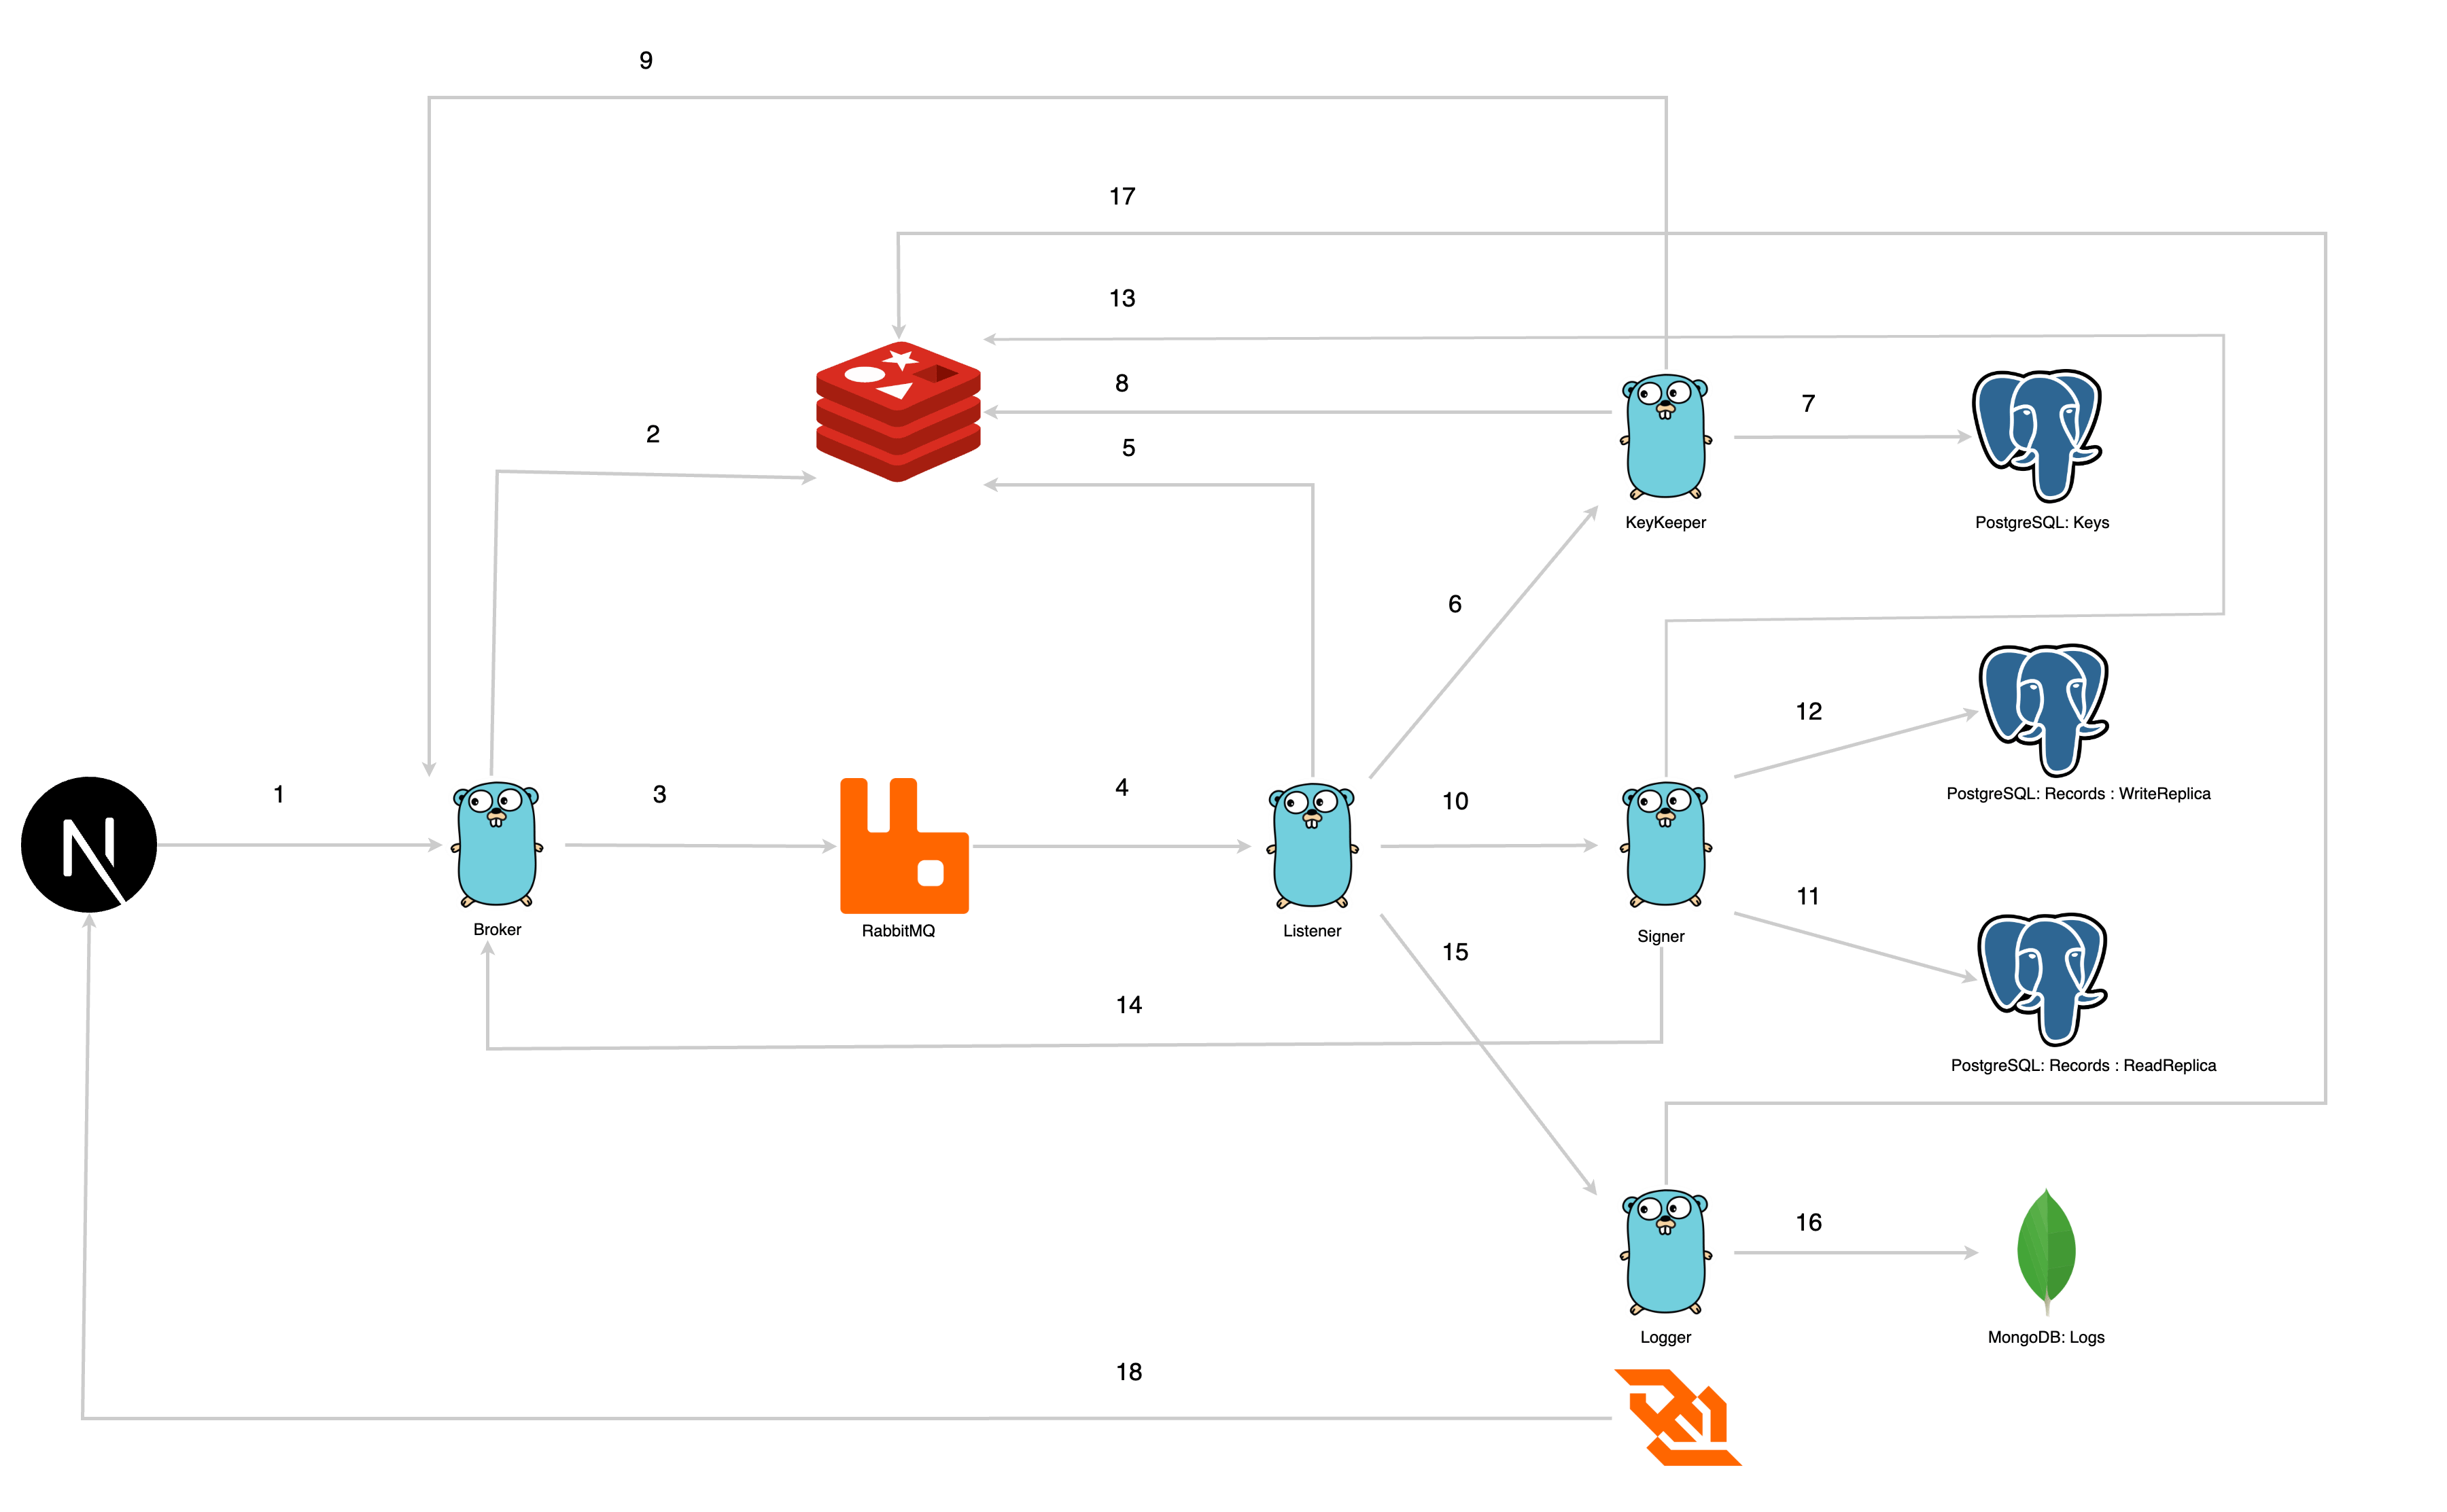 9
17
13
8
7
2
5
KeyKeeper
PostgreSQL: Keys
6
12
1
3
4
10
PostgreSQL: Records : WriteReplica
11
Broker
RabbitMQ
Listener
Signer
15
14
PostgreSQL: Records : ReadReplica
16
Logger
MongoDB: Logs
18